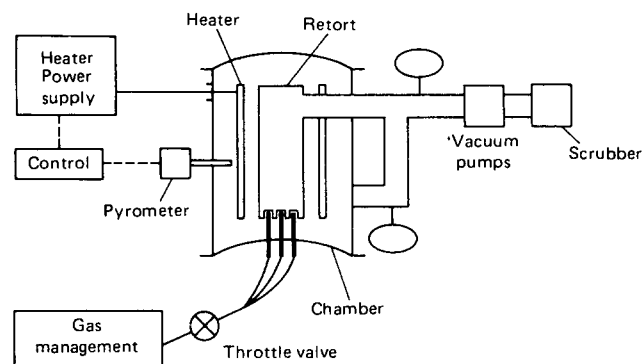 Heater
Retort
Heater
Power
supply
Control
Pyrometer
Vacuum
pumps
Scrubber
Chamber
Gas
management
Throttle valve